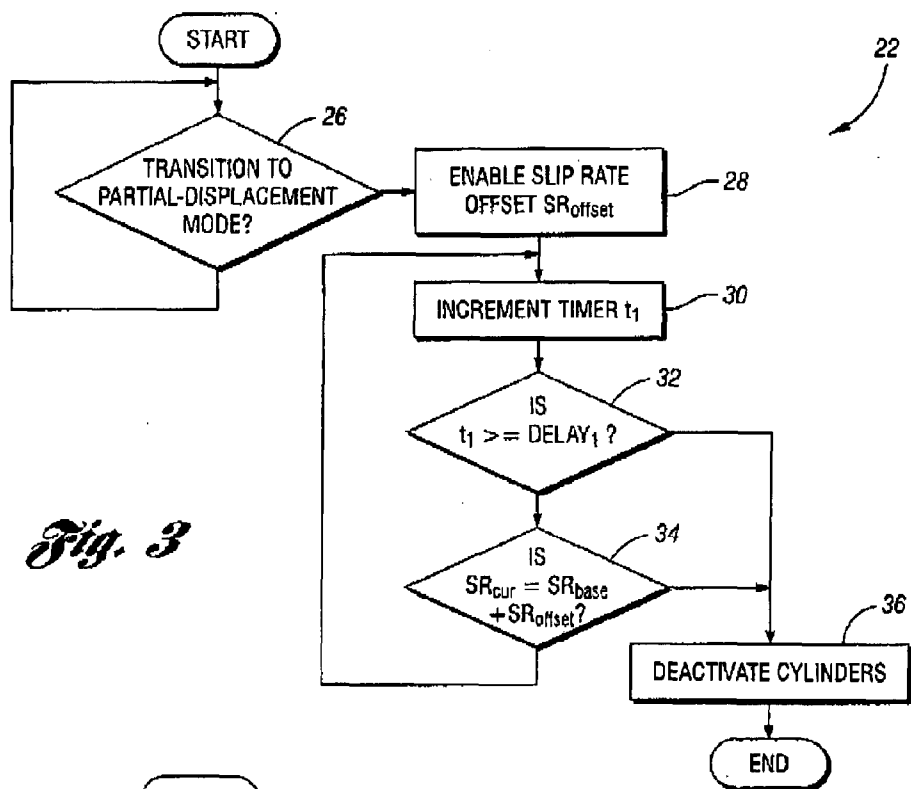 START
22
26
TRANSITION TO
PARTIAL-DISPLACEMENT
MODE?
ENABLE SLIP RATE
OFFSET SRoffset
28
INCREMENT TIMER t1
30
IS
t1 >= DELAY1 ?
32
Fig. 3
IS
SRcur = SRbase
+SRoffset?
34
36
DEACTIVATE CYLINDERS
END